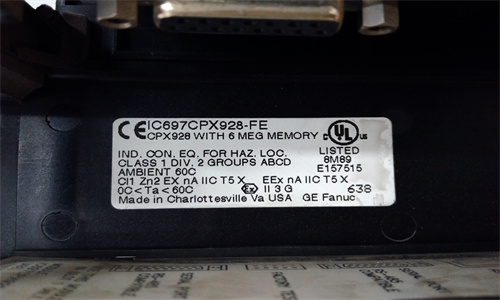 CE IC697CPX928-FE
CPX928 WITH 6 MEG MEMORY
UL
IND. CON. EQ. FOR HAZ. LOC.
LISTED
CLASS 1 DIV. 2 GROUPS ABCD
8M89
AMBIENT 60C
E157515
Cl1 Zn2 EX nA IIC T5 X EEx nA IIC T5 X
0C<Ta<60C Ex II 3 G 638
Made in Charlottesville Va USA GE Fanuc